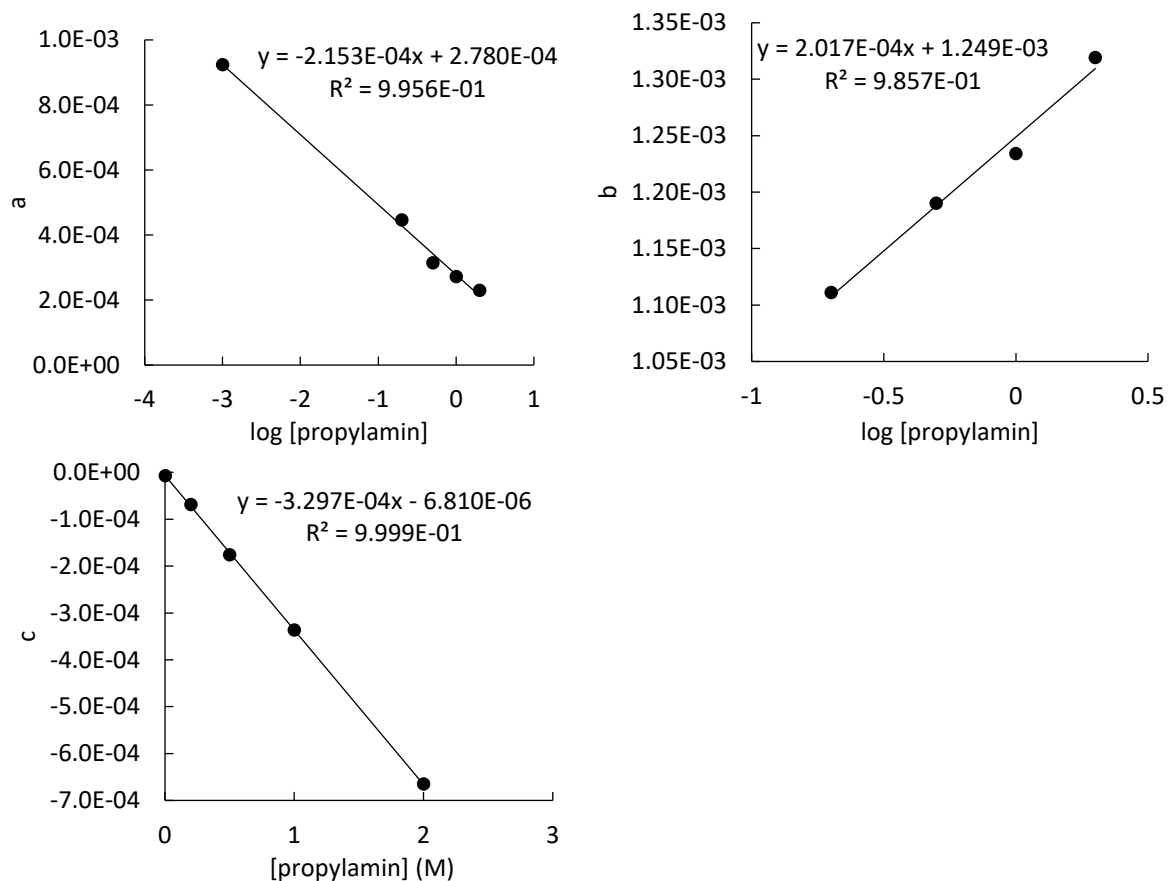 1.0E-03
8.0E-04
6.0E-04
4.0E-04
2.0E-04
0.0E+00
a
y = -2.153E-04x + 2.780E-04
R² = 9.956E-01
-4 -3 -2 -1 0 1
log [propylamin]
1.35E-03
1.30E-03
1.25E-03
1.20E-03
1.15E-03
1.10E-03
1.05E-03
b
y = 2.017E-04x + 1.249E-03
R² = 9.857E-01
-1 -0.5 0 0.5
log [propylamin]
0.0E+00
-1.0E-04
-2.0E-04
-3.0E-04
-4.0E-04
-5.0E-04
-6.0E-04
-7.0E-04
c
y = -3.297E-04x - 6.810E-06
R² = 9.999E-01
0 1 2 3
[propylamin] (M)